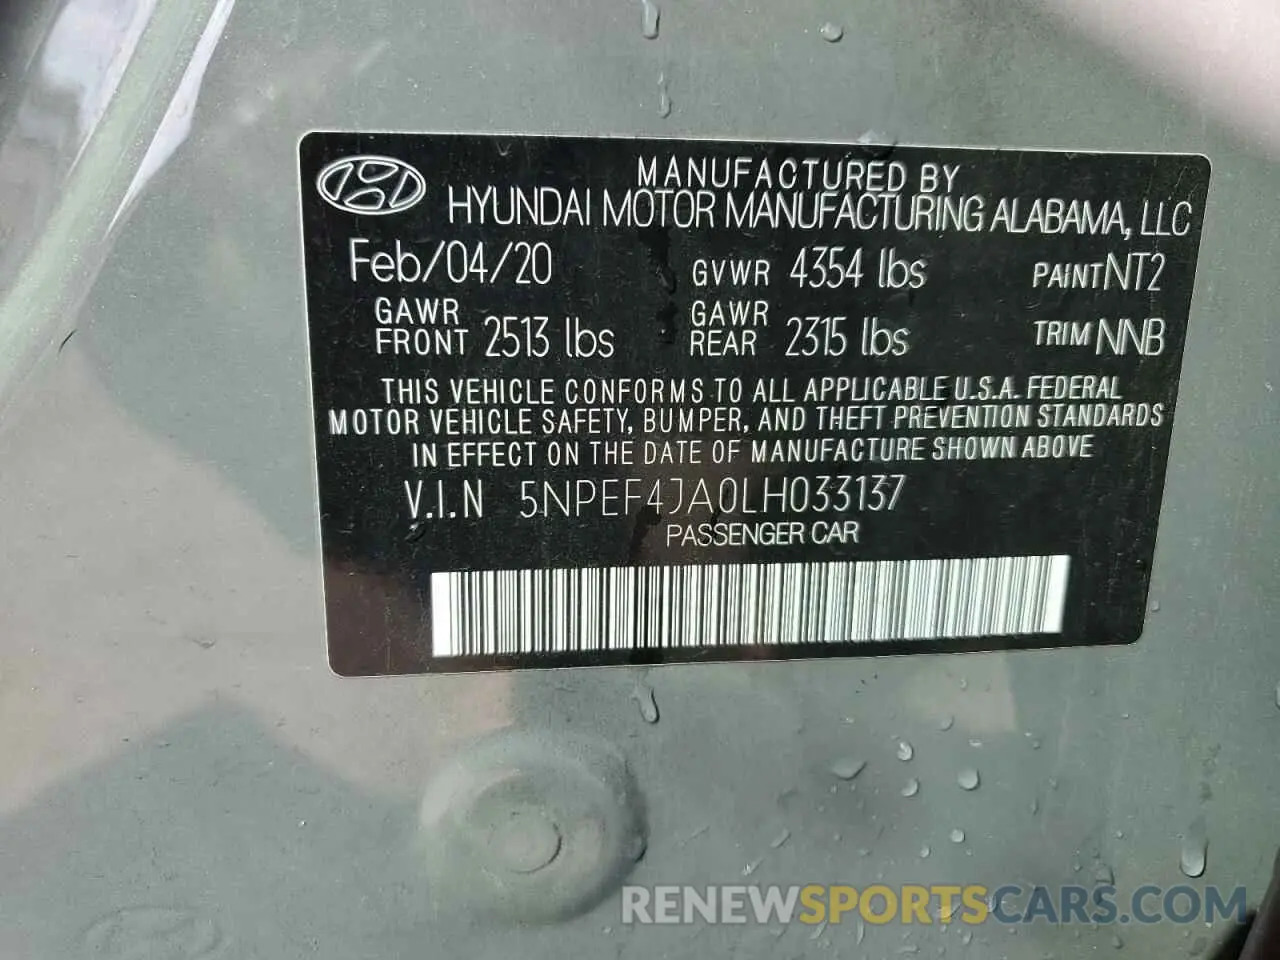 MANUFACTURED BY
HYUNDAI MOTOR MANUFACTURING ALABAMA, LLC
Feb/04/20 GVWR 4354 lbs PAINT NT2
GAWR FRONT 2513 lbs GAWR REAR 2315 lbs TRIM NNB
THIS VEHICLE CONFORMS TO ALL APPLICABLE U.S.A. FEDERAL
MOTOR VEHICLE SAFETY, BUMPER, AND THEFT PREVENTION STANDARDS
IN EFFECT ON THE DATE OF MANUFACTURE SHOWN ABOVE
V.I.N 5NPEF4JA0LH033137
PASSENGER CAR
RENEWSPORTSCARS.COM